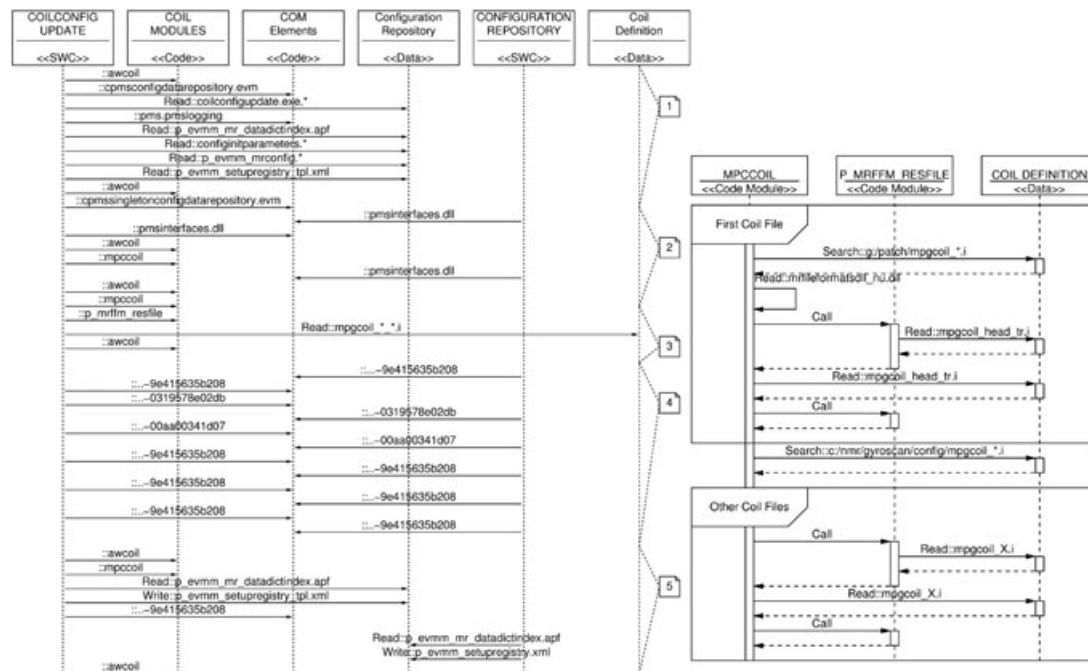 COILCONFIG UPDATE <<SWC>>
COIL MODULES <<Code>>
COM Elements <<Code>>
Configuration Repository <<Data>>
CONFIGURATION REPOSITORY <<SWC>>
Coil Definition <<Data>>
::awcoil
::cpmsconfigdatarepository.evm
Read::coilconfigupdate.exe.*
::pms.pmslogging
Read::p_evmm_mr_datadictindex.apf
Read::configinitparameters.*
Read::p_evmm_mrconfig.*
Read::p_evmm_setupregistry_tpl.xml
::awcoil
::cpmssingletonconfigdatarepository.evm
::pmsinterfaces.dll
::pmsinterfaces.dll
::awcoil
::mpccoil
::pmsinterfaces.dll
::awcoil
::mpccoil
::p_mrffm_resfile
Read::mpgcoil_*_*.i
::awcoil
::...-9e415635b208
::...-9e415635b208
::...-0319578e02db
::...-0319578e02db
::...-00aa00341d07
::...-00aa00341d07
::...-9e415635b208
::...-9e415635b208
::...-9e415635b208
::...-9e415635b208
::...-9e415635b208
::...-9e415635b208
::awcoil
::mpccoil
Read::p_evmm_mr_datadictindex.apf
Write::p_evmm_setupregistry_tpl.xml
::...-9e415635b208
Read::p_evmm_mr_datadictindex.apf
Write::p_evmm_setupregistry.xml
::awcoil
1
2
3
4
5
MPCCOIL <<Code Module>>
P_MRFFM_RESFILE <<Code Module>>
COIL DEFINITION <<Data>>
First Coil File
Search::g:/patch/mpgcoil_*.i
Call
Read::mpgcoil_head_tr.i
Read::mpgcoil_head_tr.i
Call
Search::c:/nmr/gyroscan/config/mpgcoil_*.i
Other Coil Files
Call
Read::mpgcoil_X.i
Read::mpgcoil_X.i
Call